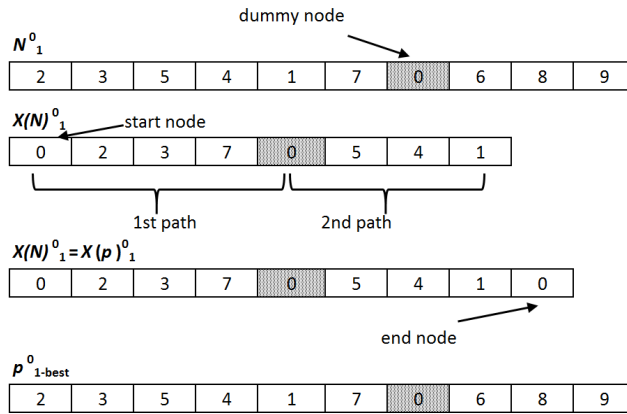 dummy node
N⁰₁
2 3 5 4 1 7 0 6 8 9
X(N)⁰₁
start node
0 2 3 7 0 5 4 1
1st path 2nd path
X(N)⁰₁=X(p)⁰₁
0 2 3 7 0 5 4 1 0
end node
p⁰₁₋best
2 3 5 4 1 7 0 6 8 9